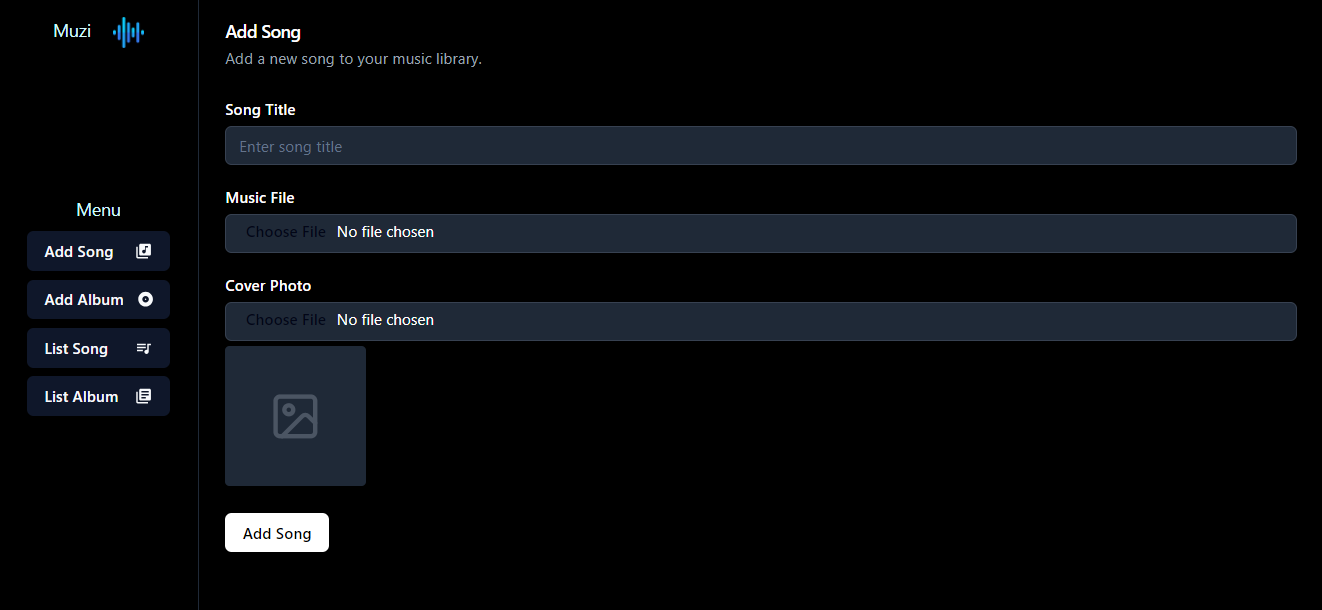 Muzi
Menu
Add Song
Add Album
List Song
List Album
Add Song
Add a new song to your music library.
Song Title
Enter song title
Music File
Choose File No file chosen
Cover Photo
Choose File No file chosen
Add Song